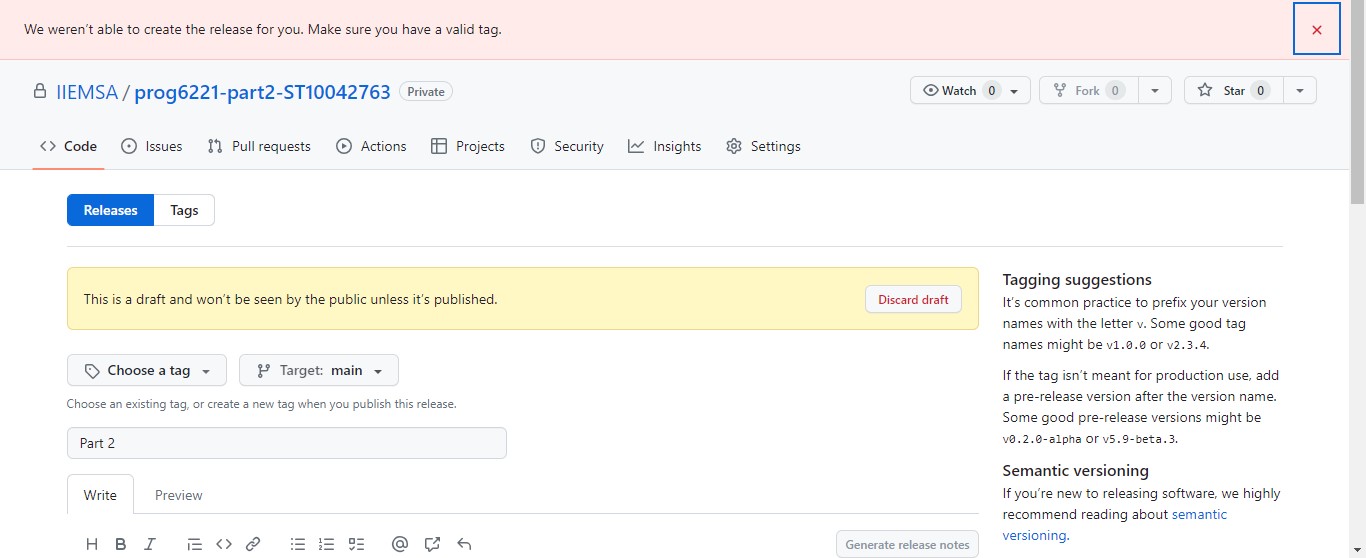 We weren't able to create the release for you. Make sure you have a valid tag.
IIEMSA / prog6221-part2-ST10042763 Private
Watch 0 Fork 0 Star 0
Code Issues Pull requests Actions Projects Security Insights Settings
Releases Tags
This is a draft and won't be seen by the public unless it's published.
Discard draft
Choose a tag Target: main
Choose an existing tag, or create a new tag when you publish this release.
Part 2
Write Preview
H B I
Generate release notes
Tagging suggestions
It's common practice to prefix your version
names with the letter v. Some good tag
names might be v1.0.0 or v2.3.4.
If the tag isn't meant for production use, add
a pre-release version after the version name.
Some good pre-release versions might be
v0.2.0-alpha or v5.9-beta.3.
Semantic versioning
If you're new to releasing software, we highly
recommend reading about semantic
versioning.